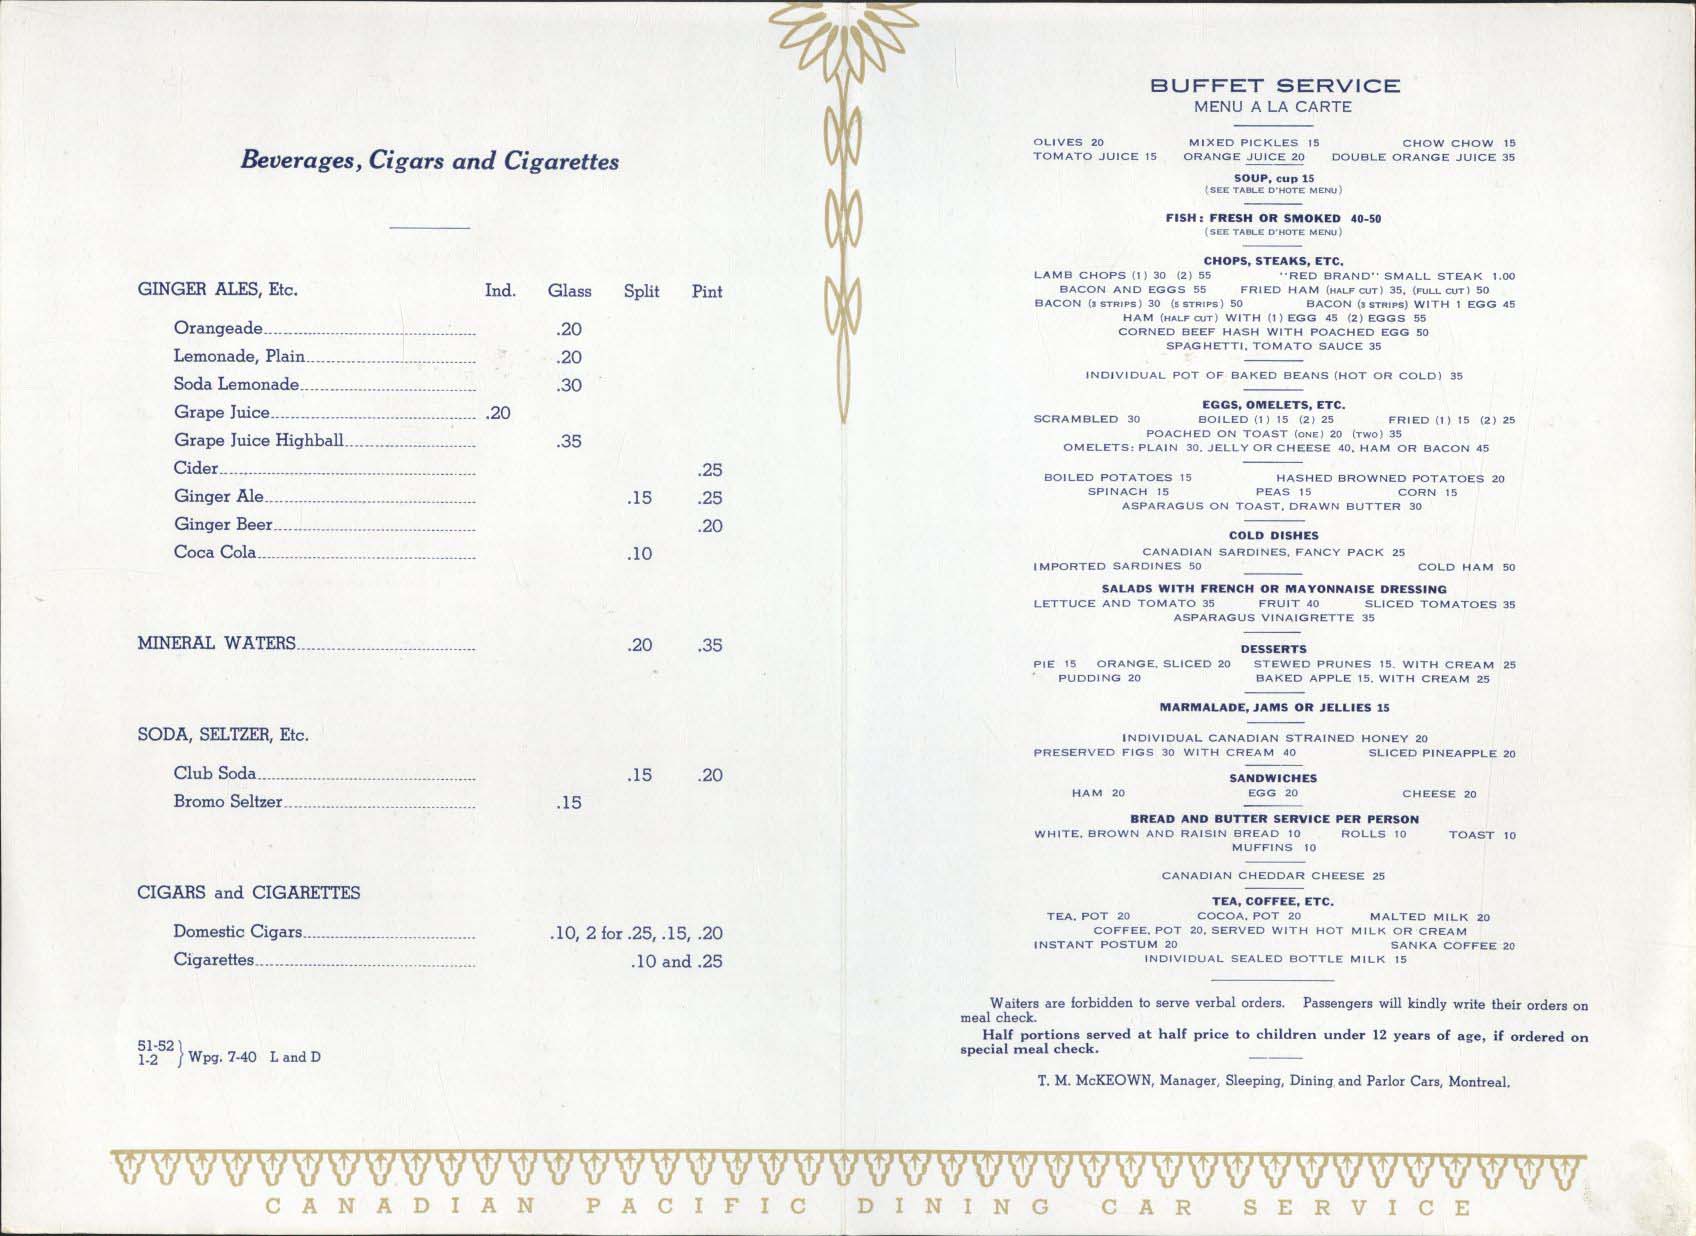 Beverages, Cigars and Cigarettes
GINGER ALES, Etc. Ind. Glass Split Pint
Orangeade .20
Lemonade, Plain .20
Soda Lemonade .30
Grape Juice .20
Grape Juice Highball .35
Cider .25
Ginger Ale .15 .25
Ginger Beer .20
Coca Cola .10
MINERAL WATERS .20 .35
SODA, SELTZER, Etc.
Club Soda .15 .20
Bromo Seltzer .15
CIGARS and CIGARETTES
Domestic Cigars .10, 2 for .25, .15, .20
Cigarettes .10 and .25
51-52
1-2 } Wpg. 7-40 L and D
BUFFET SERVICE
MENU A LA CARTE
OLIVES 20 MIXED PICKLES 15 CHOW CHOW 15
TOMATO JUICE 15 ORANGE JUICE 20 DOUBLE ORANGE JUICE 35
SOUP, cup 15
(SEE TABLE D'HOTE MENU)
FISH: FRESH OR SMOKED 40-50
(SEE TABLE D'HOTE MENU)
CHOPS, STEAKS, ETC.
LAMB CHOPS (1) 30 (2) 55 "RED BRAND" SMALL STEAK 1.00
BACON AND EGGS 55 FRIED HAM (HALF CUT) 35, (FULL CUT) 50
BACON (3 STRIPS) 30 (5 STRIPS) 50 BACON (3 STRIPS) WITH 1 EGG 45
HAM (HALF CUT) WITH (1) EGG 45 (2) EGGS 55
CORNED BEEF HASH WITH POACHED EGG 50
SPAGHETTI, TOMATO SAUCE 35
INDIVIDUAL POT OF BAKED BEANS (HOT OR COLD) 35
EGGS, OMELETS, ETC.
SCRAMBLED 30 BOILED (1) 15 (2) 25 FRIED (1) 15 (2) 25
POACHED ON TOAST (ONE) 20 (TWO) 35
OMELETS: PLAIN 30, JELLY OR CHEESE 40, HAM OR BACON 45
BOILED POTATOES 15 HASHED BROWNED POTATOES 20
SPINACH 15 PEAS 15 CORN 15
ASPARAGUS ON TOAST, DRAWN BUTTER 30
COLD DISHES
CANADIAN SARDINES, FANCY PACK 25
IMPORTED SARDINES 50 COLD HAM 50
SALADS WITH FRENCH OR MAYONNAISE DRESSING
LETTUCE AND TOMATO 35 FRUIT 40 SLICED TOMATOES 35
ASPARAGUS VINAIGRETTE 35
DESSERTS
PIE 15 ORANGE, SLICED 20 STEWED PRUNES 15, WITH CREAM 25
PUDDING 20 BAKED APPLE 15, WITH CREAM 25
MARMALADE, JAMS OR JELLIES 15
INDIVIDUAL CANADIAN STRAINED HONEY 20
PRESERVED FIGS 30 WITH CREAM 40 SLICED PINEAPPLE 20
SANDWICHES
HAM 20 EGG 20 CHEESE 20
BREAD AND BUTTER SERVICE PER PERSON
WHITE, BROWN AND RAISIN BREAD 10 ROLLS 10 TOAST 10
MUFFINS 10
CANADIAN CHEDDAR CHEESE 25
TEA, COFFEE, ETC.
TEA, POT 20 COCOA, POT 20 MALTED MILK 20
COFFEE, POT 20, SERVED WITH HOT MILK OR CREAM
INSTANT POSTUM 20 SANKA COFFEE 20
INDIVIDUAL SEALED BOTTLE MILK 15
Waiters are forbidden to serve verbal orders. Passengers will kindly write their orders on
meal check.
Half portions served at half price to children under 12 years of age, if ordered on
special meal check.
T. M. McKEOWN, Manager, Sleeping, Dining and Parlor Cars, Montreal.
CANADIAN PACIFIC DINING CAR SERVICE